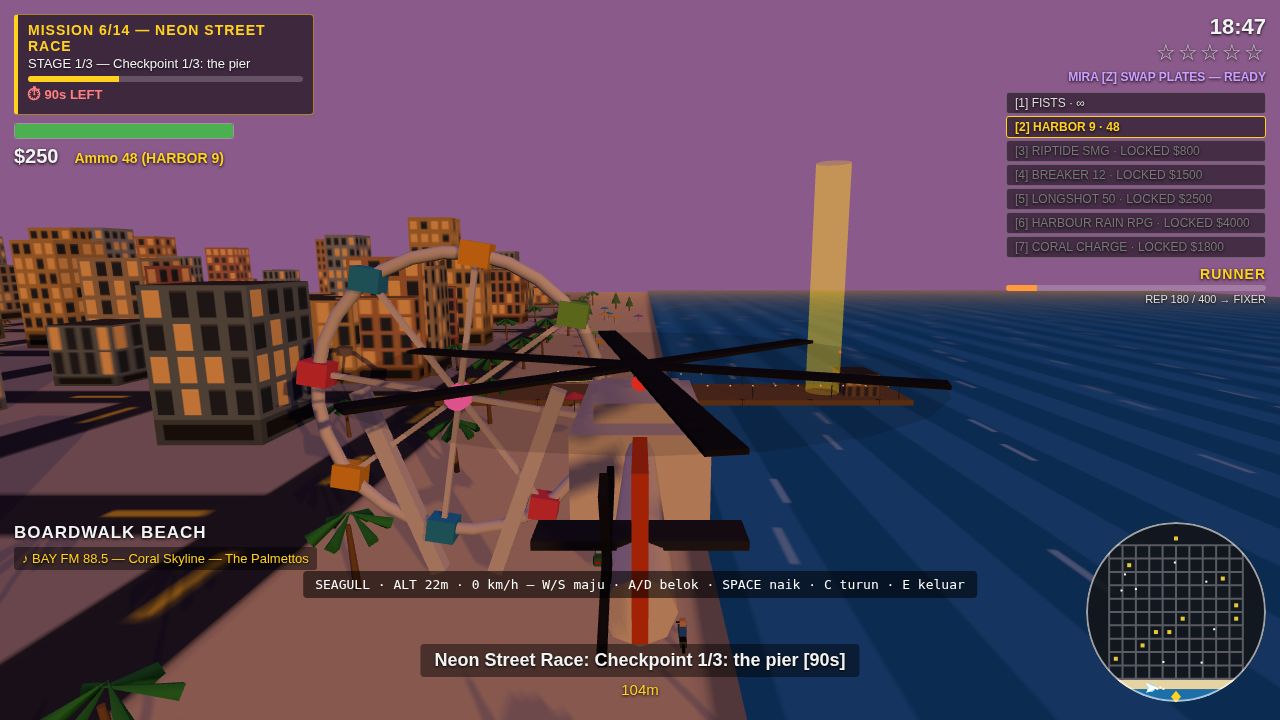 MISSION 6/14 — NEON STREET
RACE
STAGE 1/3 — Checkpoint 1/3: the pier
⏱ 90s LEFT
$250 Ammo 48 (HARBOR 9)
18:47
☆☆☆☆☆
MIRA [Z] SWAP PLATES — READY
[1] FISTS · ∞
[2] HARBOR 9 · 48
[3] RIPTIDE SMG · LOCKED $800
[4] BREAKER 12 · LOCKED $1500
[5] LONGSHOT 50 · LOCKED $2500
[6] HARBOUR RAIN RPG · LOCKED $4000
[7] CORAL CHARGE · LOCKED $1800
RUNNER
REP 180 / 400 → FIXER
BOARDWALK BEACH
♪ BAY FM 88.5 — Coral Skyline — The Palmettos
SEAGULL · ALT 22m · 0 km/h — W/S maju · A/D belok · SPACE naik · C turun · E keluar
Neon Street Race: Checkpoint 1/3: the pier [90s]
104m